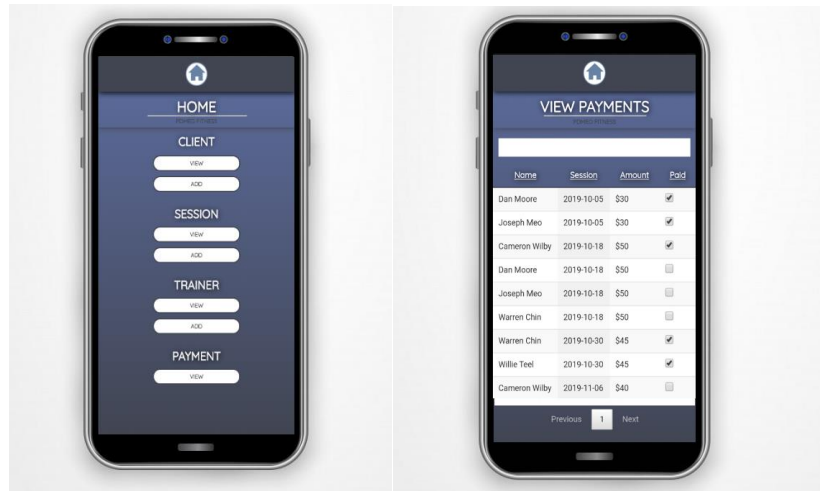 HOME
POWER FITNESS
CLIENT
VIEW
ADD
SESSION
VIEW
ADD
TRAINER
VIEW
ADD
PAYMENT
VIEW
VIEW PAYMENTS
Name Session Amount Paid
Dan Moore 2019-10-05 $30
Joseph Meo 2019-10-05 $30
Cameron Wilby 2019-10-18 $50
Dan Moore 2019-10-18 $50
Joseph Meo 2019-10-18 $50
Warren Chin 2019-10-18 $50
Warren Chin 2019-10-30 $45
Willie Teel 2019-10-30 $45
Cameron Wilby 2019-11-06 $40
Previous 1 Next